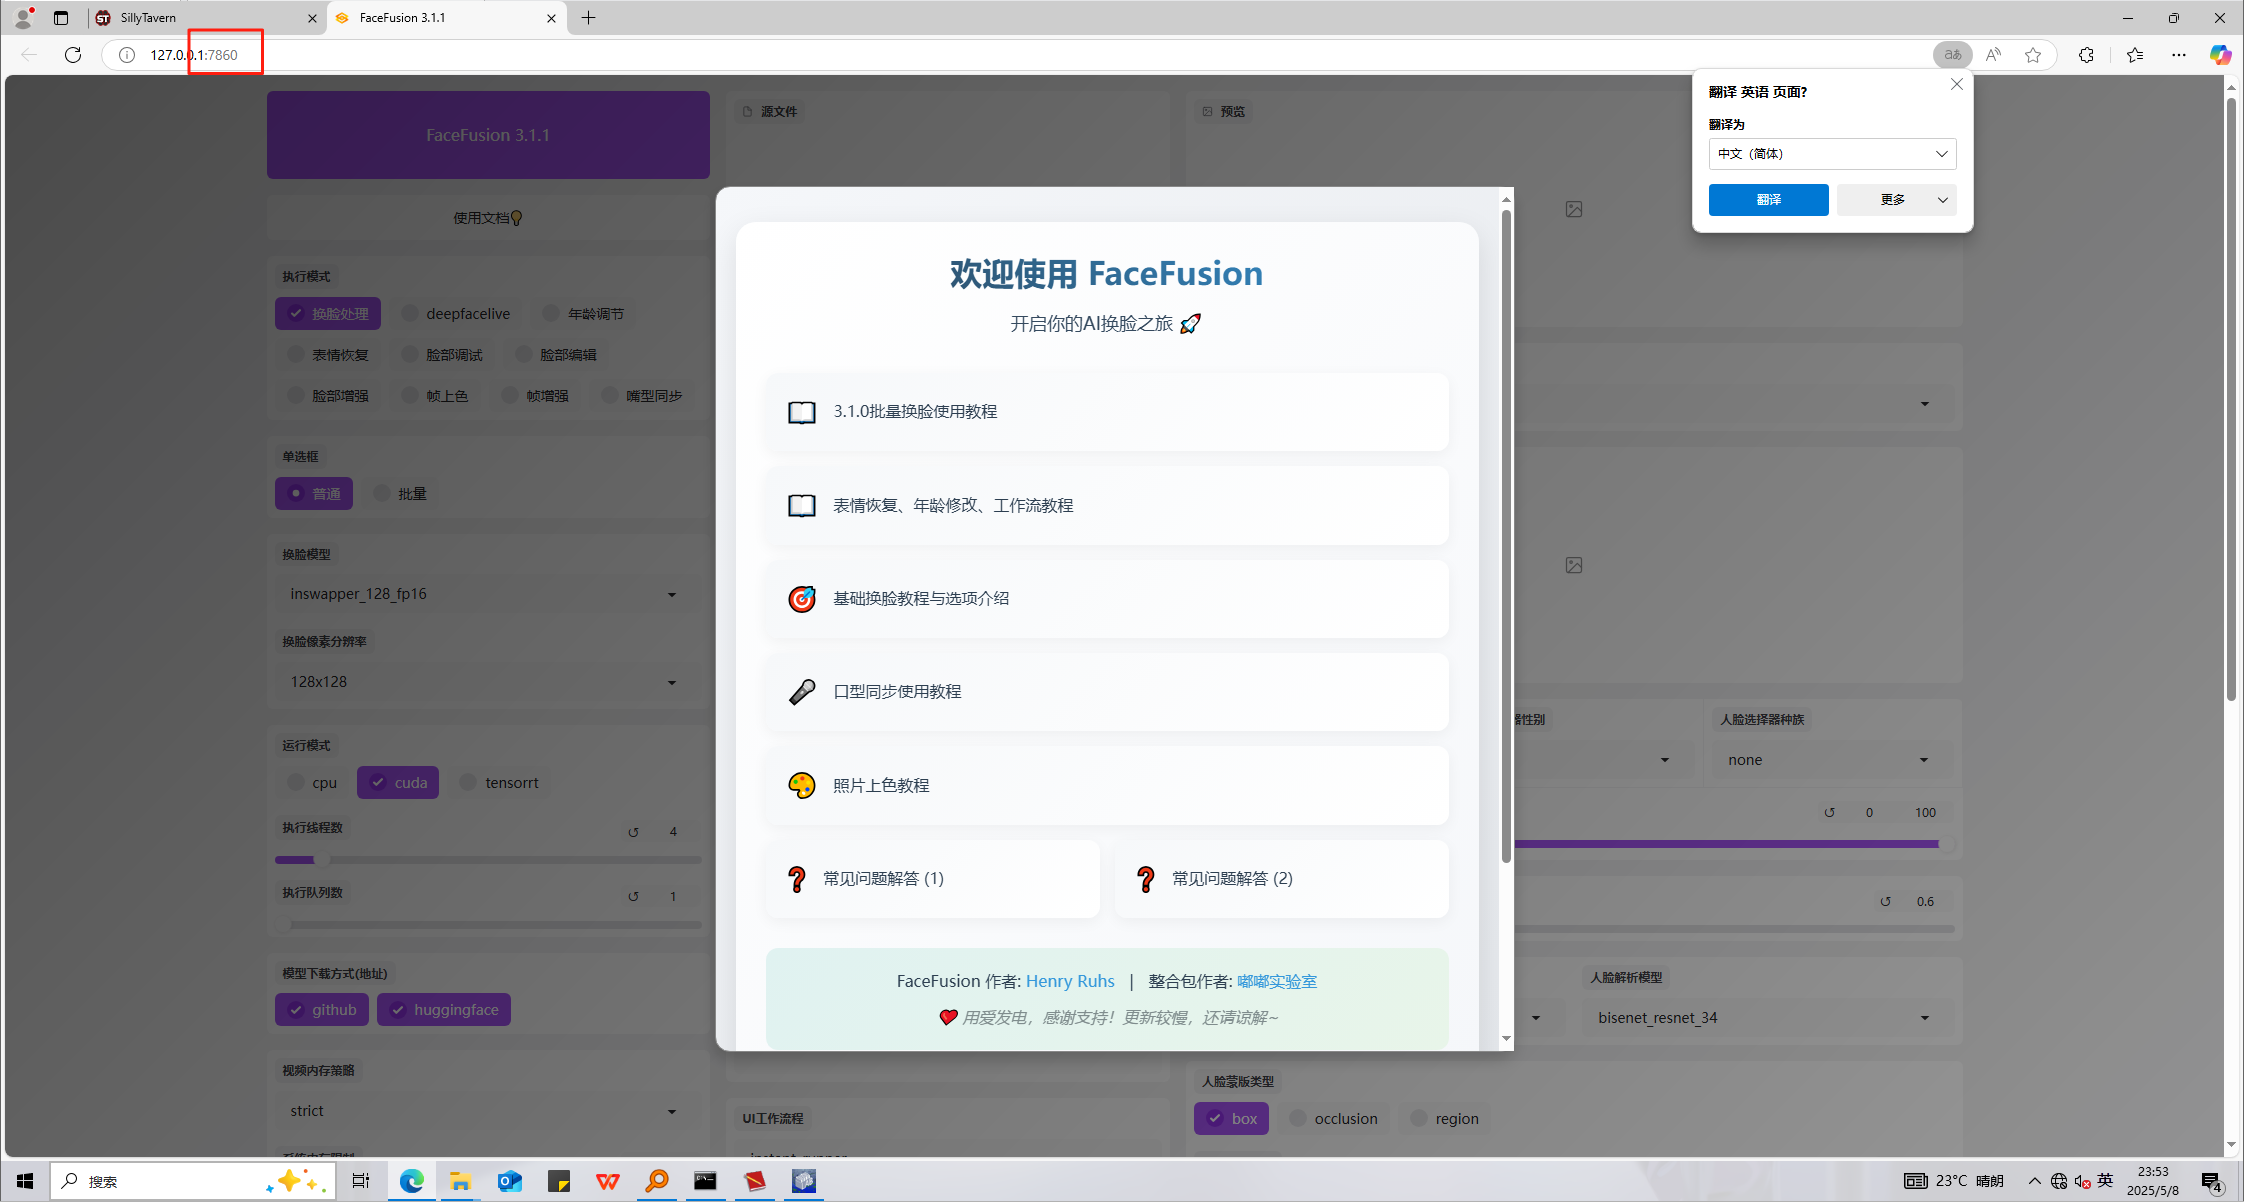 SillyTavern
FaceFusion 3.1.1
127.0.0.1:7860
翻译 英语 页面?
翻译为
中文（简体）
翻译
更多
FaceFusion 3.1.1
使用文档
执行模式
换脸处理
deepfacelive
年龄调节
表情恢复
脸部调试
脸部编辑
脸部增强
帧上色
帧增强
嘴型同步
单选框
普通
批量
换脸模型
inswapper_128_fp16
换脸像素分辨率
128x128
运行模式
cpu
cuda
tensorrt
执行线程数
4
执行队列数
1
模型下载方式(地址)
github
huggingface
视频内存策略
strict
源文件
预览
欢迎使用 FaceFusion
开启你的AI换脸之旅
3.1.0批量换脸使用教程
表情恢复、年龄修改、工作流教程
基础换脸教程与选项介绍
口型同步使用教程
照片上色教程
常见问题解答 (1)
常见问题解答 (2)
FaceFusion 作者: Henry Ruhs | 整合包作者: 嘟嘟实验室
用爱发电，感谢支持！更新较慢，还请谅解~
UI工作流程
性别
人脸选择器种族
none
0
100
0.6
人脸解析模型
bisenet_resnet_34
人脸蒙版类型
box
occlusion
region
搜索
23°C 晴朗
英
23:53
2025/5/8
4